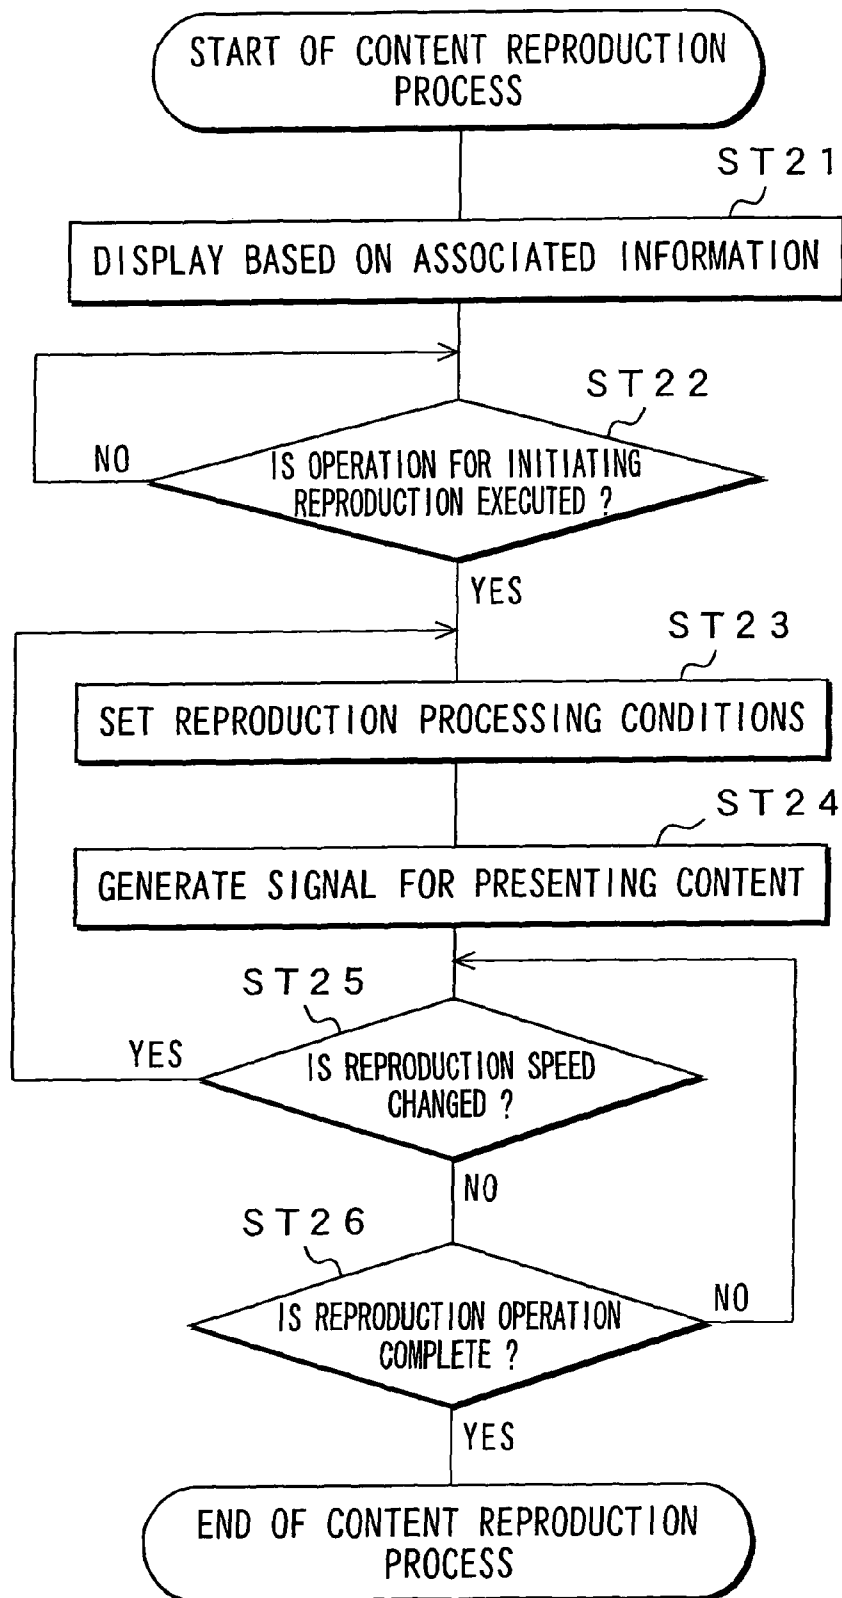 START OF CONTENT REPRODUCTION
PROCESS
ST21
DISPLAY BASED ON ASSOCIATED INFORMATION
ST22
NO
IS OPERATION FOR INITIATING
REPRODUCTION EXECUTED ?
YES
ST23
SET REPRODUCTION PROCESSING CONDITIONS
ST24
GENERATE SIGNAL FOR PRESENTING CONTENT
ST25
YES
IS REPRODUCTION SPEED
CHANGED ?
NO
ST26
NO
IS REPRODUCTION OPERATION
COMPLETE ?
YES
END OF CONTENT REPRODUCTION
PROCESS